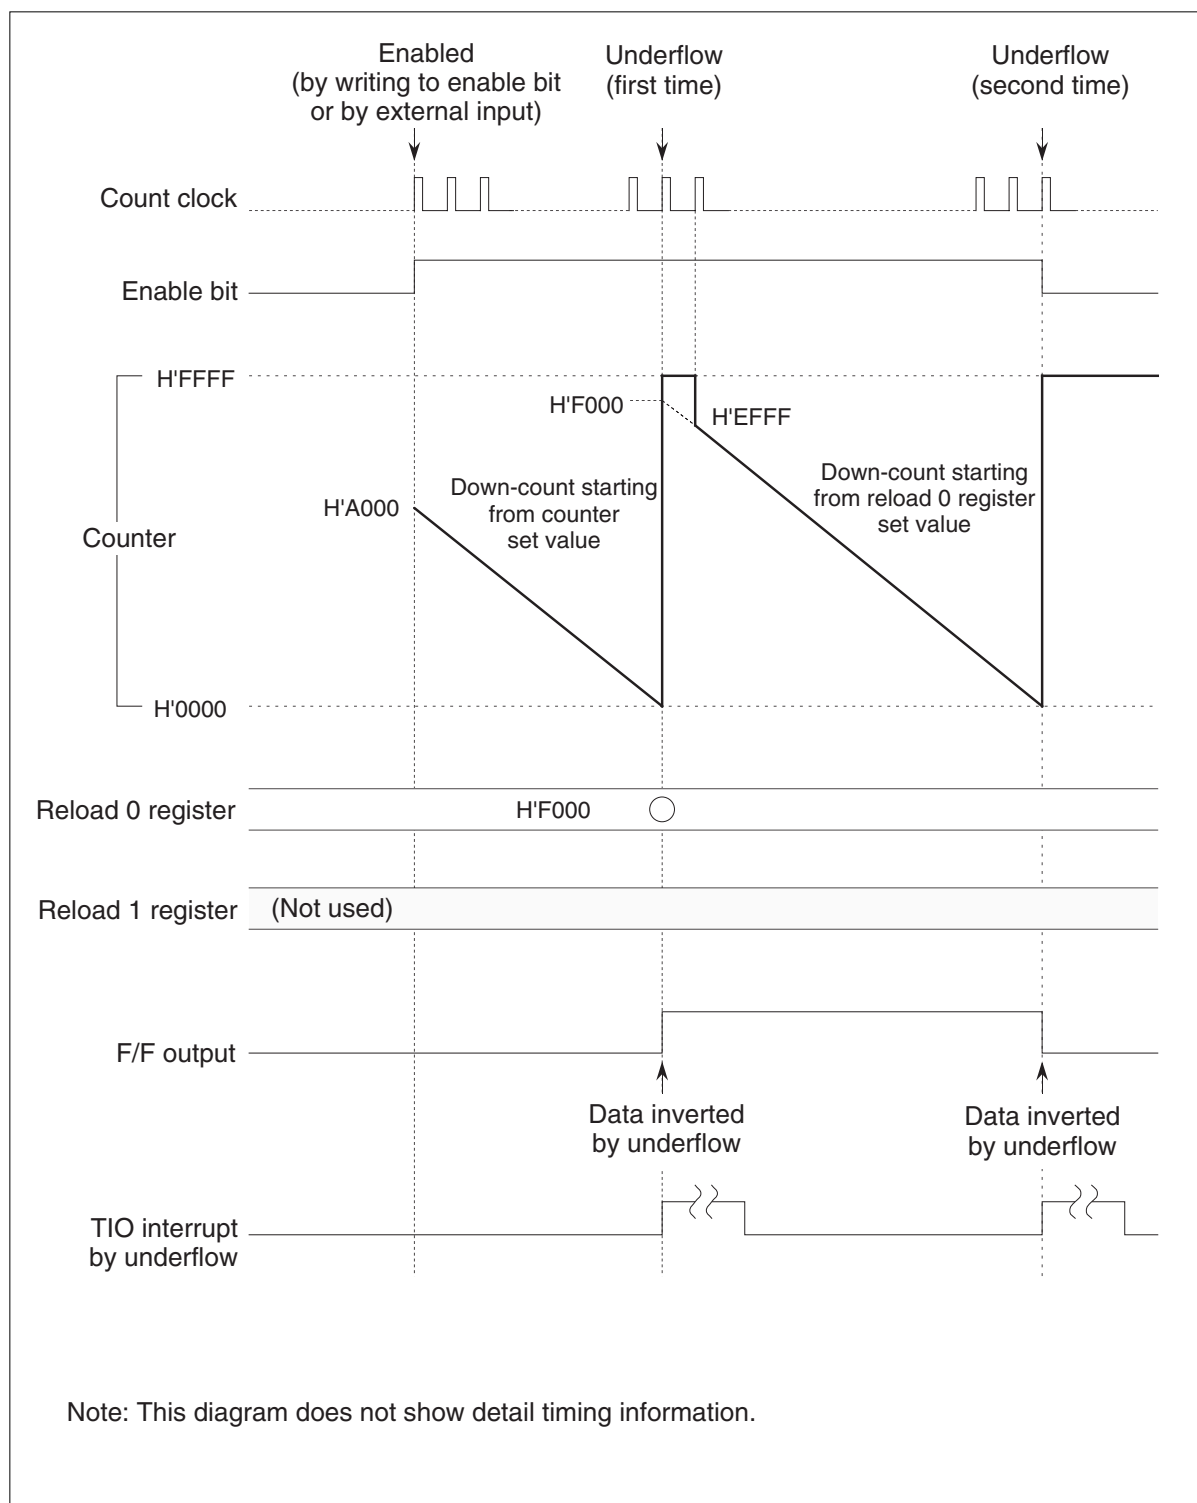 Enabled
(by writing to enable bit
or by external input)
Underflow
(first time)
Underflow
(second time)
Count clock
Enable bit
H'FFFF
H'F000
H'EFFF
Down-count starting
from counter
set value
Down-count starting
from reload 0 register
set value
H'A000
Counter
H'0000
Reload 0 register
H'F000
Reload 1 register
(Not used)
F/F output
Data inverted
by underflow
Data inverted
by underflow
TIO interrupt
by underflow
Note: This diagram does not show detail timing information.